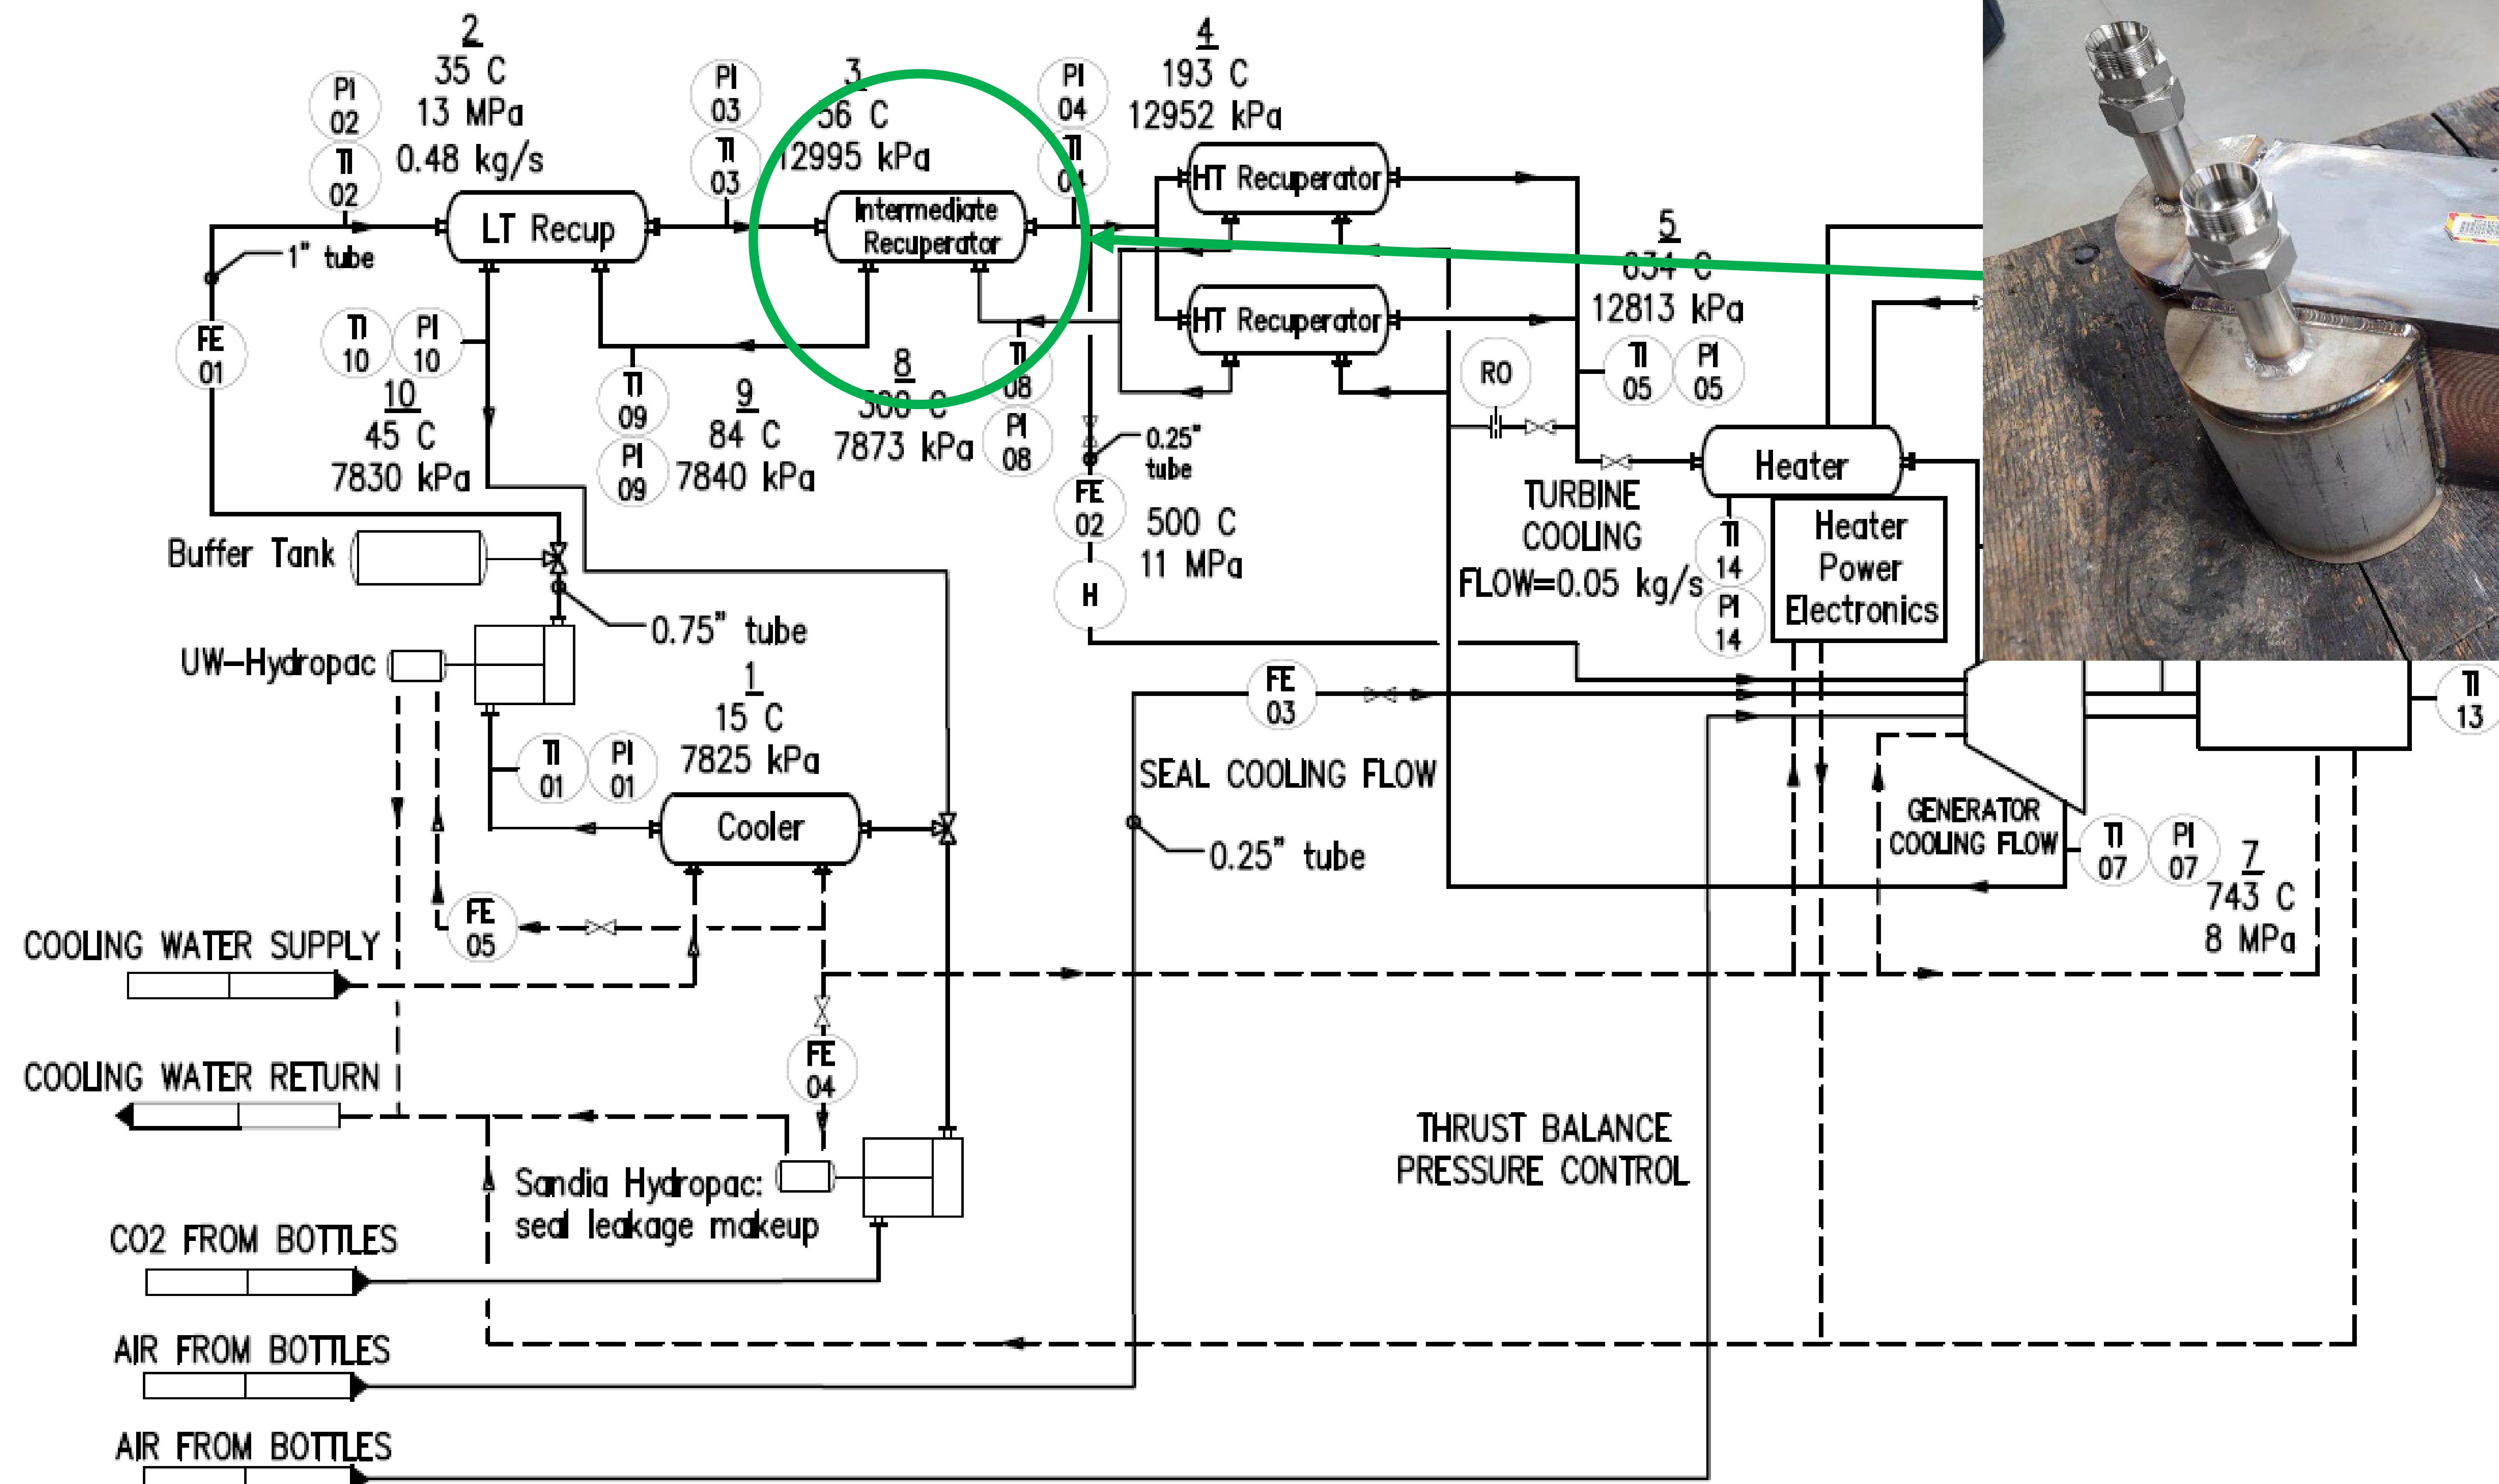 2
35 C
13 MPa
0.48 kg/s
PI
02
TI
02
LT Recup
1" tube
FE
01
PI
03
TI
03
3
56 C
12995 kPa
Intermediate
Recuperator
PI
04
TI
04
4
193 C
12952 kPa
HT Recuperator
HT Recuperator
5
834 C
12813 kPa
TI
05
PI
05
RO
TI
10
PI
10
10
45 C
7830 kPa
TI
09
PI
09
9
84 C
7840 kPa
8
300 C
7873 kPa
TI
08
PI
08
0.25"
tube
FE
02
500 C
11 MPa
H
TURBINE
COOLING
FLOW=0.05 kg/s
Heater
TI
14
PI
14
Heater
Power
Electronics
Buffer Tank
0.75" tube
UW-Hydropac
1
15 C
7825 kPa
TI
01
PI
01
Cooler
FE
03
SEAL COOLING FLOW
0.25" tube
TI
13
GENERATOR
COOLING FLOW
TI
07
PI
07
7
743 C
8 MPa
FE
05
COOLING WATER SUPPLY
COOLING WATER RETURN
FE
04
Sandia Hydropac:
seal leakage makeup
THRUST BALANCE
PRESSURE CONTROL
CO2 FROM BOTTLES
AIR FROM BOTTLES
AIR FROM BOTTLES